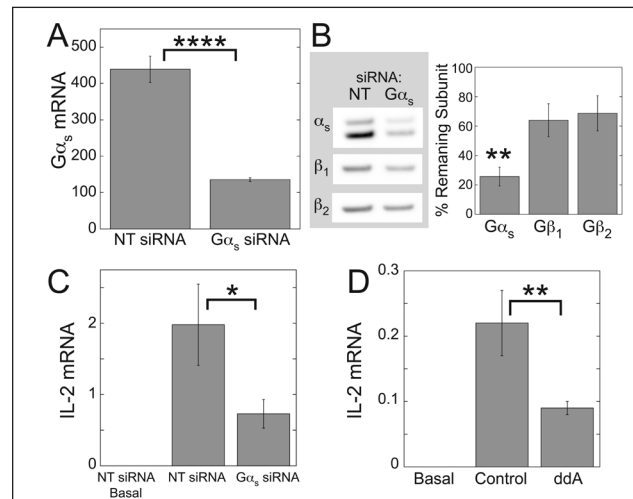 A
****
Gαs mRNA
500
400
300
200
100
0
NT siRNA
Gαs siRNA
B
siRNA:
NT Gαs
αs
β1
β2
% Remaining Subunit
100
80
60
40
20
0
**
Gαs
Gβ1
Gβ2
C
*
IL-2 mRNA
2
1
0
NT siRNA
Basal
NT siRNA
Gαs siRNA
D
**
IL-2 mRNA
0.3
0.2
0.1
0
Basal
Control
ddA